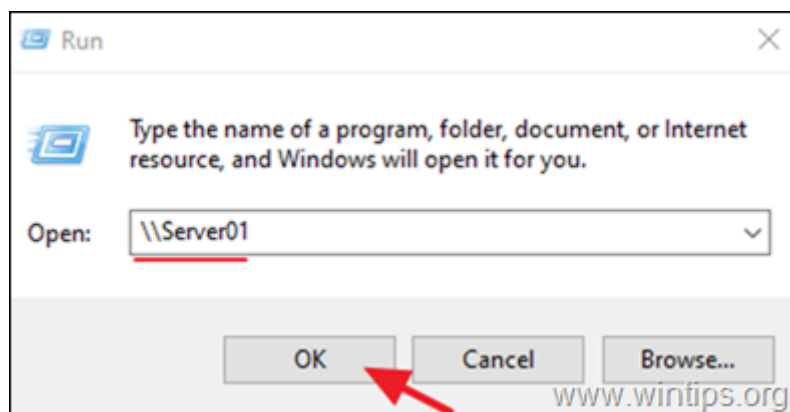 Run
Type the name of a program, folder, document, or Internet
resource, and Windows will open it for you.
Open: \\Server01
OK Cancel Browse...
www.wintips.org